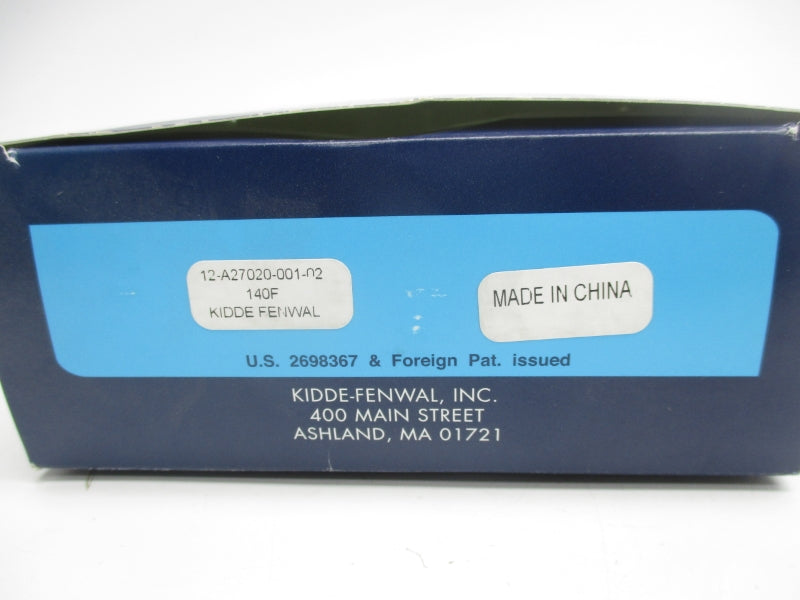 12-A27020-001-02
140F
KIDDE FENWAL
MADE IN CHINA
U.S. 2698367 & Foreign Pat. issued
KIDDE-FENWAL, INC.
400 MAIN STREET
ASHLAND, MA 01721